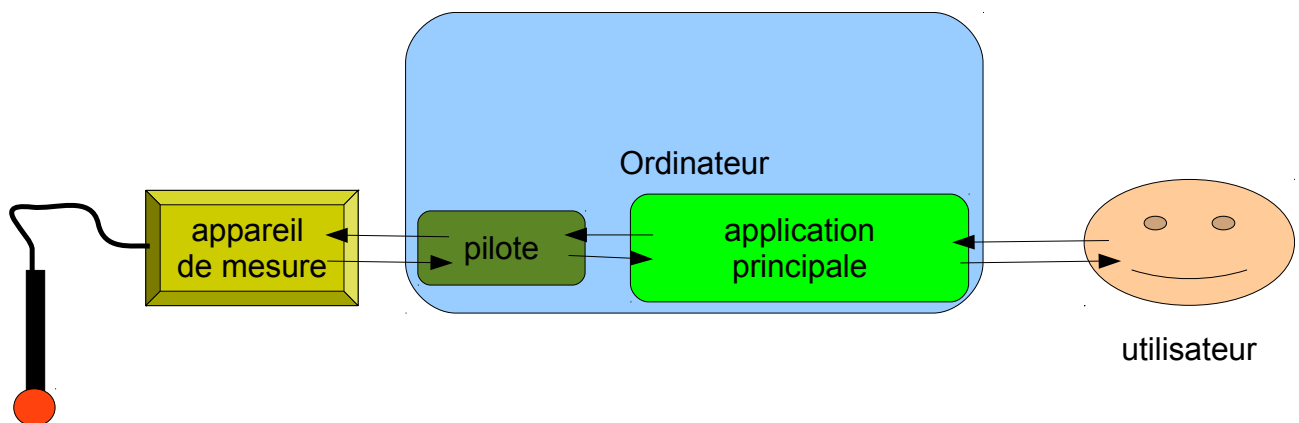 Ordinateur
appareil
de mesure
pilote
application
principale
utilisateur